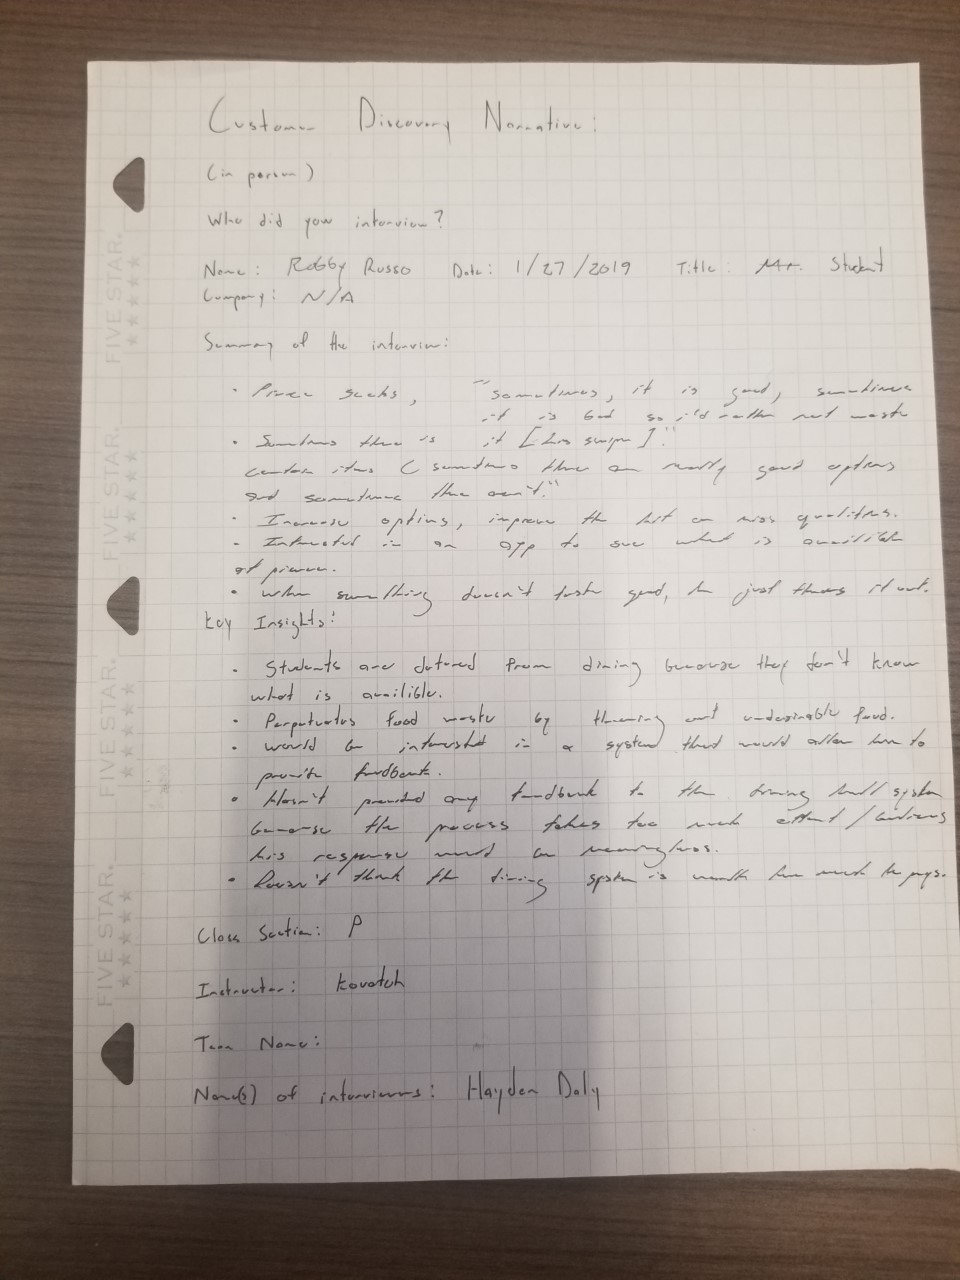 Customer Discovery Narrative:
(in person)
Who did you interview?
Name: Robby Russo Date: 1/27/2019 Title: Mr. Student
Company: N/A
Summary of the interview:
• Pierce sucks, "sometimes, it is good, sometimes
it is bad so i'd rather not waste
• Sometimes there is it [his swipe]."
certain items (sometimes there are really good options
and sometimes there aren't."
• Increase options, improve the hit or miss qualities.
• Interested in an app to see what is availible
at pierce.
• when something doesn't taste good, he just throws it out.
Key Insights:
• Students are detured from dining because they don't know
what is availible.
• Perpetuates food waste by throwing out undesirable food.
• would be interested in a system that would allow him to
provide feedback.
• Hasn't provided any feedback to the dining hall system
because the process takes too much effort /
his response would be meaningless.
• Doesn't think the dining system is worth how much he pays.
Class Section: P
Instructor: Kovatch
Team Name:
Name(s) of interviewers: Hayden Daly
FIVE STAR.
FIVE STAR.
FIVE STAR.
FIVE STAR.